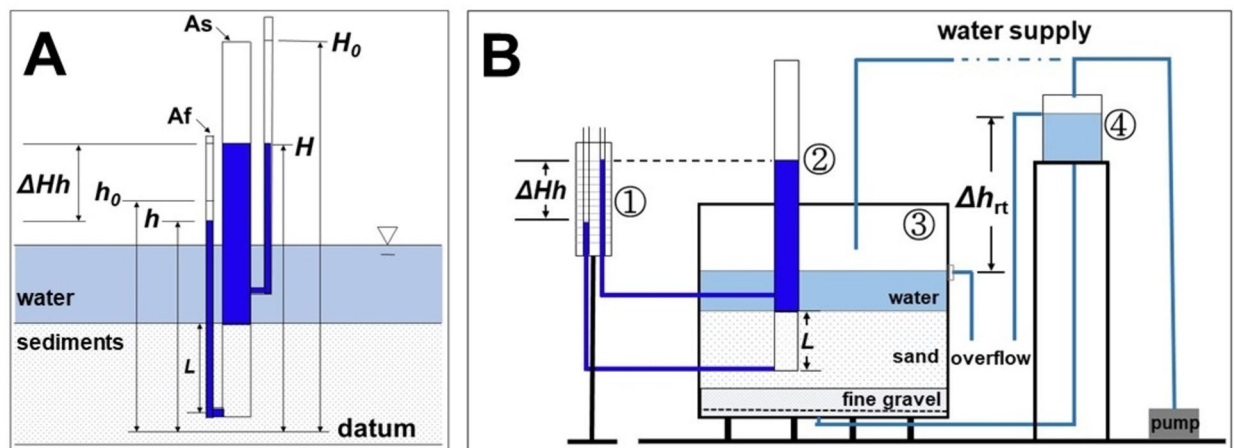 A
As
H₀
Af
H
ΔHh
h₀
h
water
sediments
L
datum
B
water supply
④
②
ΔHh
①
Δhrt
③
water
L
sand
overflow
fine gravel
pump